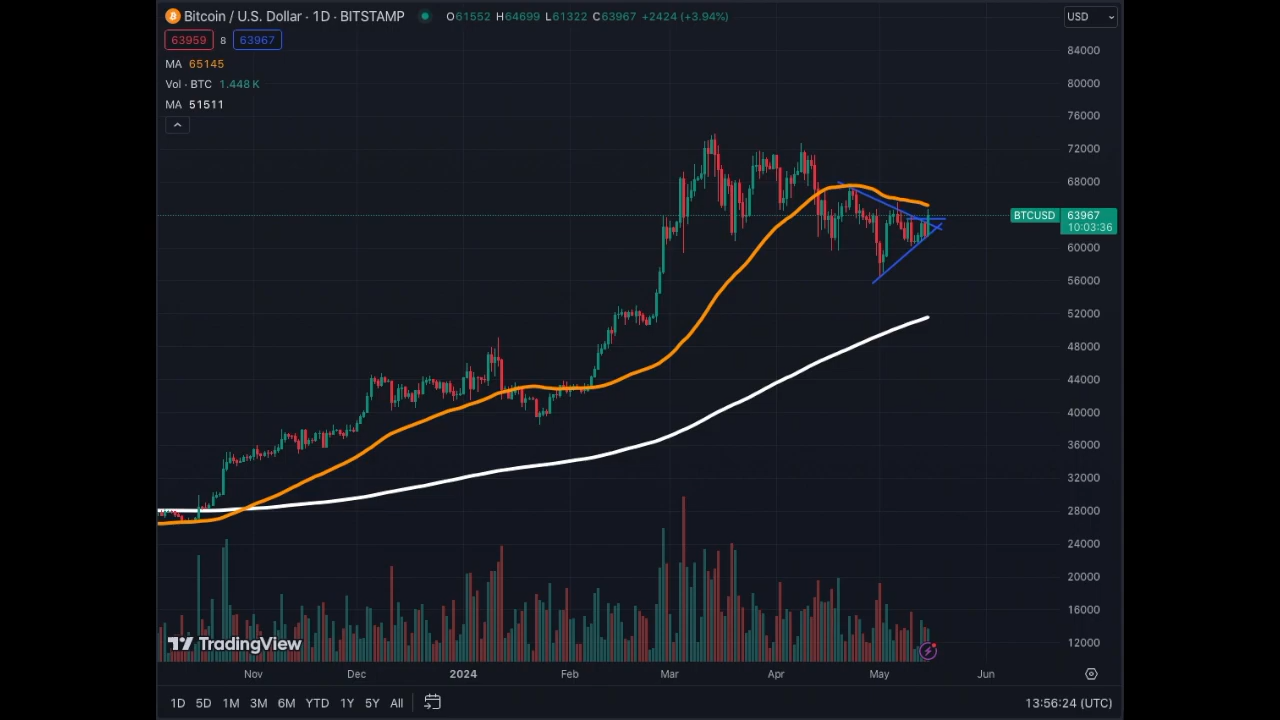 Bitcoin / U.S. Dollar · 1D · BITSTAMP O61552 H64699 L61322 C63967 +2424 (+3.94%)
USD
63959 8 63967
MA 65145
Vol · BTC 1.448 K
MA 51511
84000
80000
76000
72000
68000
BTCUSD 63967
10:03:36
60000
56000
52000
48000
44000
40000
36000
32000
28000
24000
20000
16000
12000
TradingView
Nov Dec 2024 Feb Mar Apr May Jun
1D 5D 1M 3M 6M YTD 1Y 5Y All 13:56:24 (UTC)